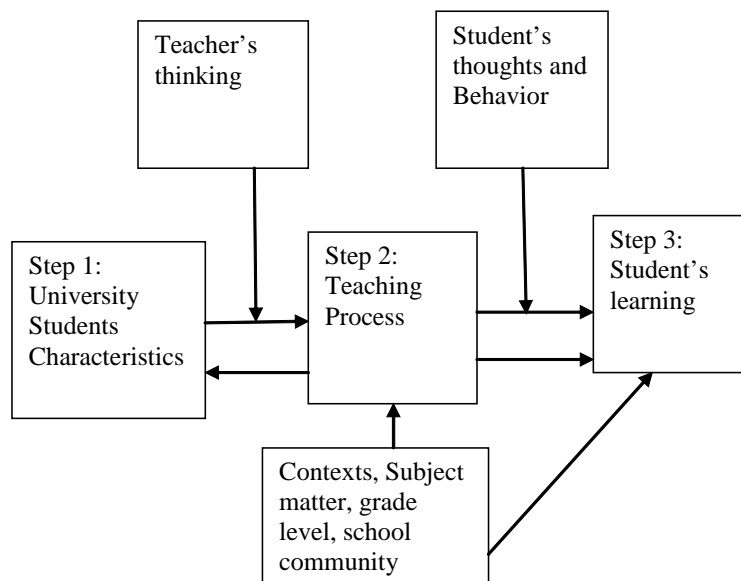 Teacher’s
thinking
Student’s
thoughts and
Behavior
Step 1:
University
Students
Characteristics
Step 2:
Teaching
Process
Step 3:
Student’s
learning
Contexts, Subject
matter, grade
level, school
community